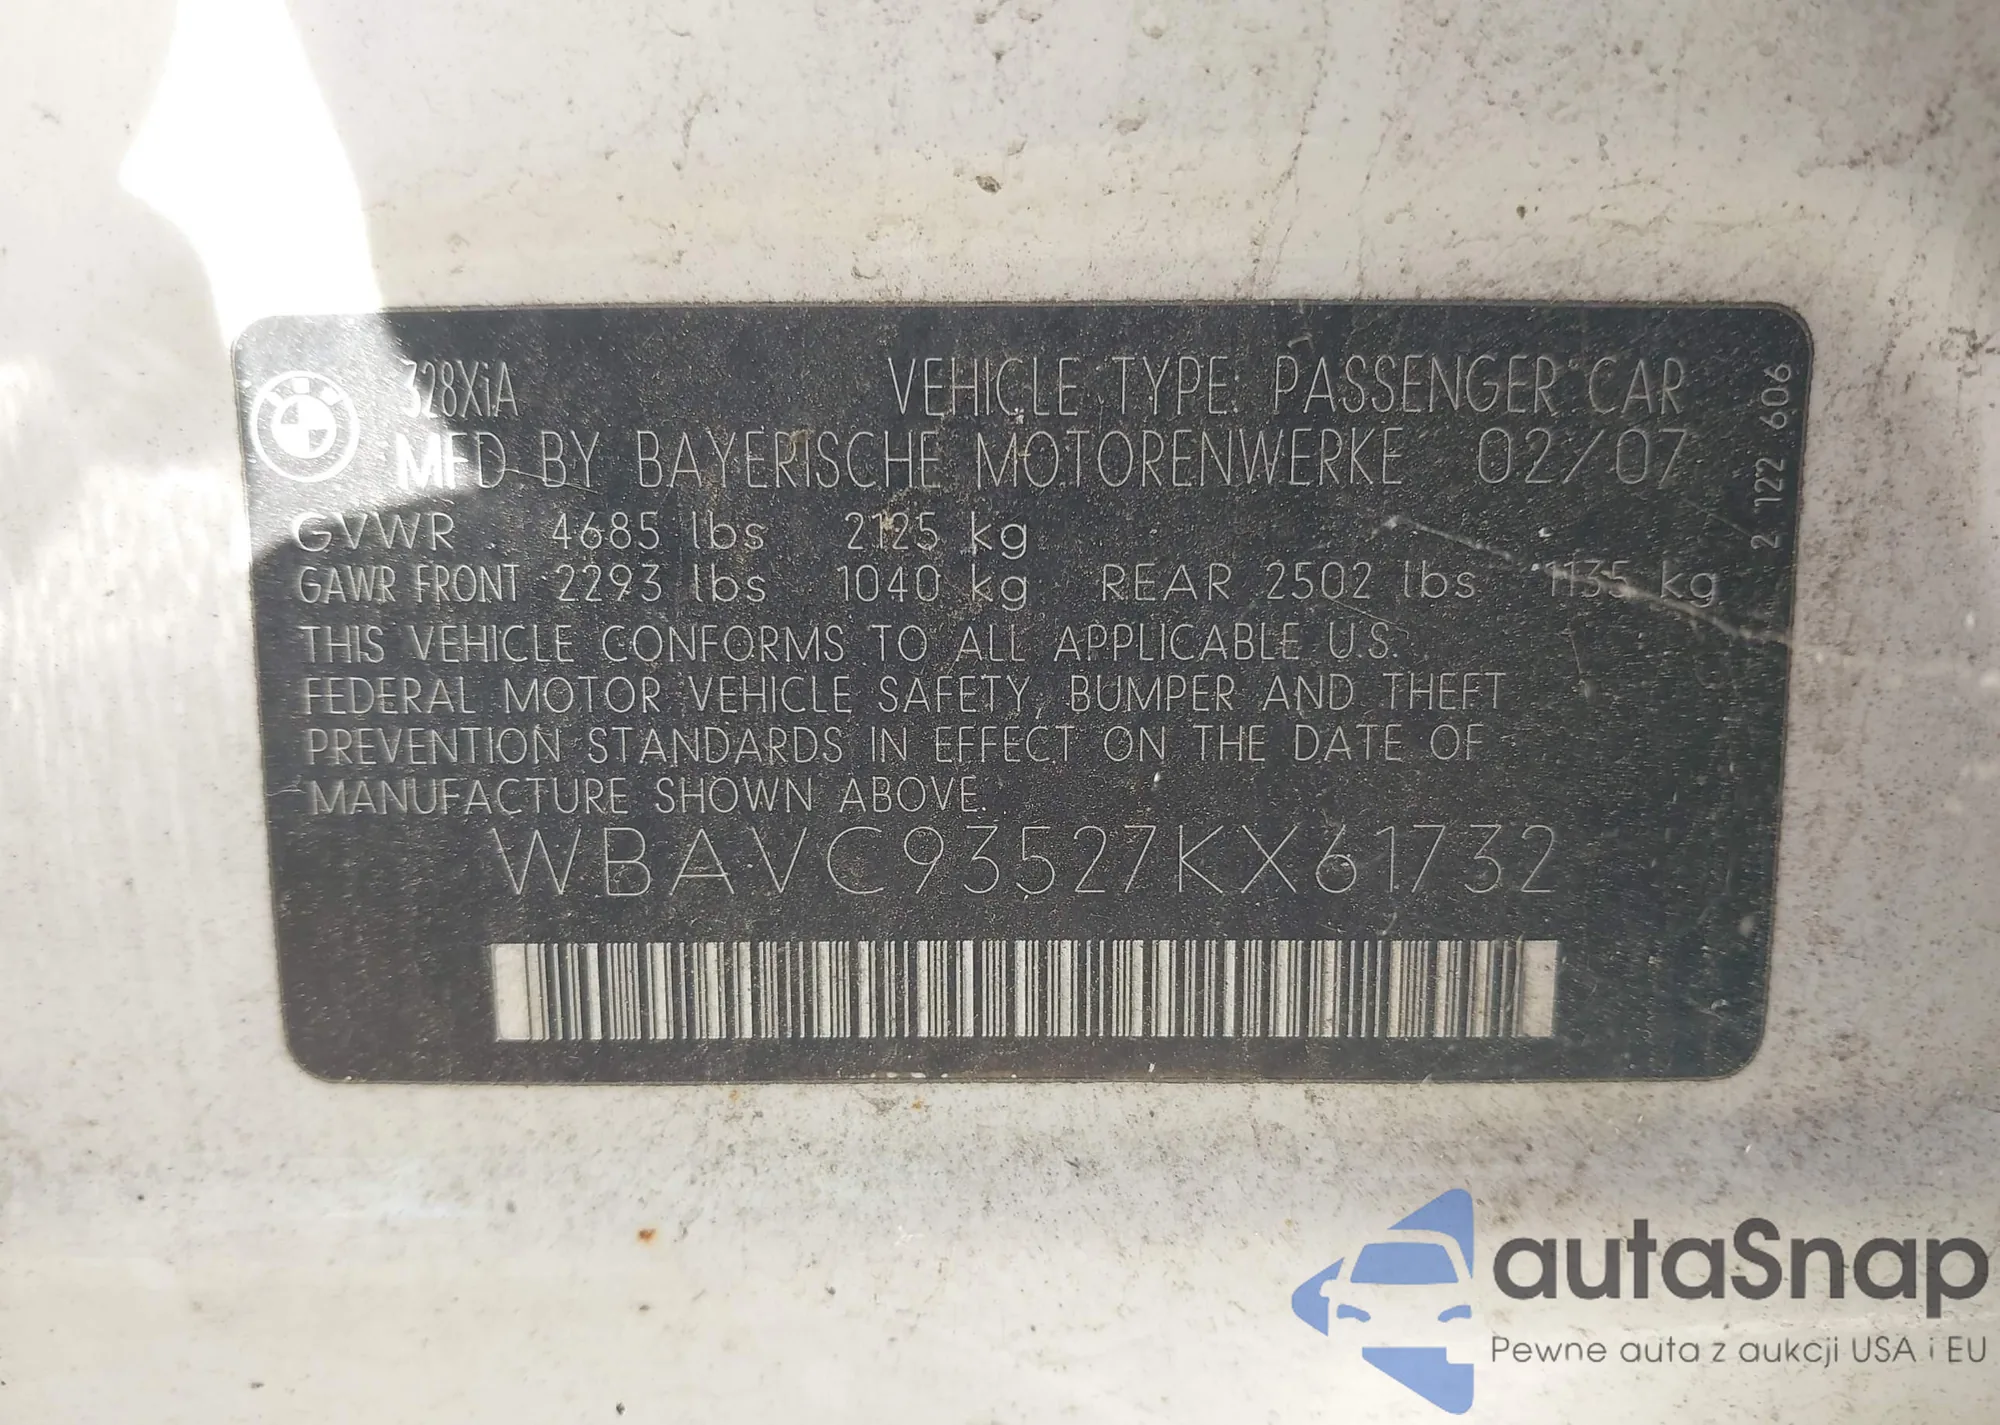 328XiA VEHICLE TYPE: PASSENGER CAR
MFD BY BAYERISCHE MOTORENWERKE 02/07
GVWR 4685 lbs 2125 kg
GAWR FRONT 2293 lbs 1040 kg REAR 2502 lbs 1135 kg
THIS VEHICLE CONFORMS TO ALL APPLICABLE U.S.
FEDERAL MOTOR VEHICLE SAFETY, BUMPER AND THEFT
PREVENTION STANDARDS IN EFFECT ON THE DATE OF
MANUFACTURE SHOWN ABOVE.
WBAVC93527KX61732
2 122 606
autaSnap
Pewne auta z aukcji USA i EU